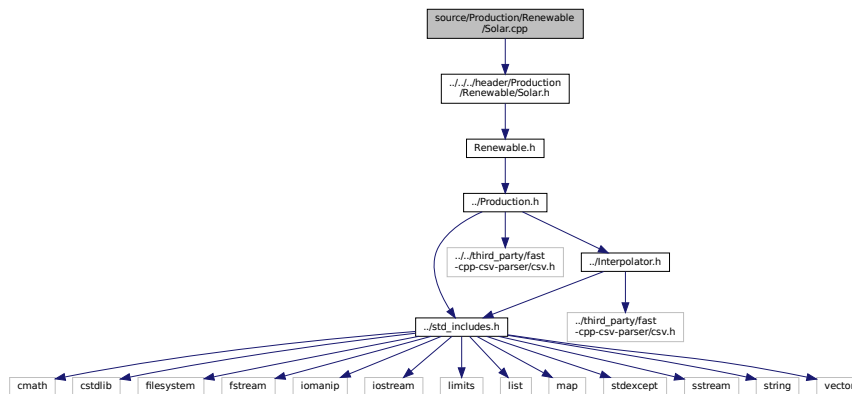 source/Production/Renewable
/Solar.cpp
../../../header/Production
/Renewable/Solar.h
Renewable.h
../Production.h
../../third_party/fast
-cpp-csv-parser/csv.h
../Interpolator.h
../std_includes.h
../third_party/fast
-cpp-csv-parser/csv.h
cmath
cstdlib
filesystem
fstream
iomanip
iostream
limits
list
map
stdexcept
sstream
string
vector